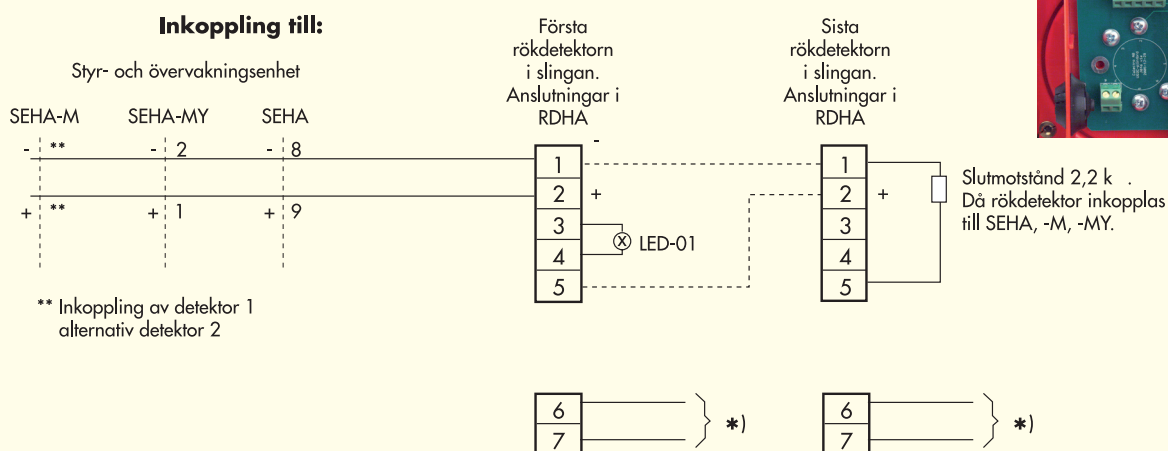 Inkoppling till:
Styr- och övervakningsenhet
SEHA-M SEHA-MY SEHA
- ** - 2 - 8
+ ** + 1 + 9
** Inkoppling av detektor 1
alternativ detektor 2
Första
rökdetektorn
i slingan.
Anslutningar i
RDHA
-
1
2 +
3
4
5
LED-01
6
7
*)
Sista
rökdetektorn
i slingan.
Anslutningar i
RDHA
1
2 +
3
4
5
Slutmotstånd 2,2 k .
Då rökdetektor inkopplas
till SEHA, -M, -MY.
6
7
*)